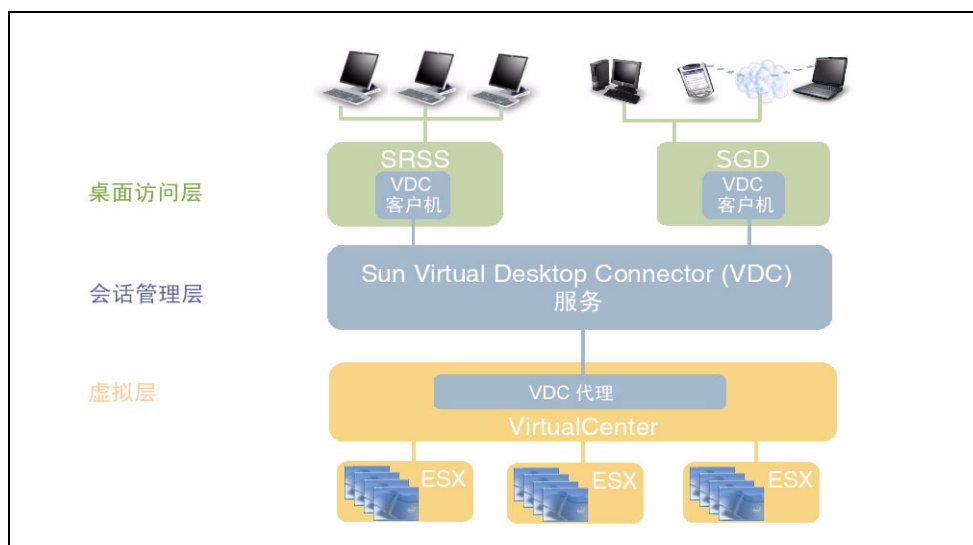 SRSS
SGD
VDC
客户机
VDC
客户机
桌面访问层
Sun Virtual Desktop Connector (VDC)
服务
会话管理层
虚拟层
VDC 代理
VirtualCenter
ESX
ESX
ESX